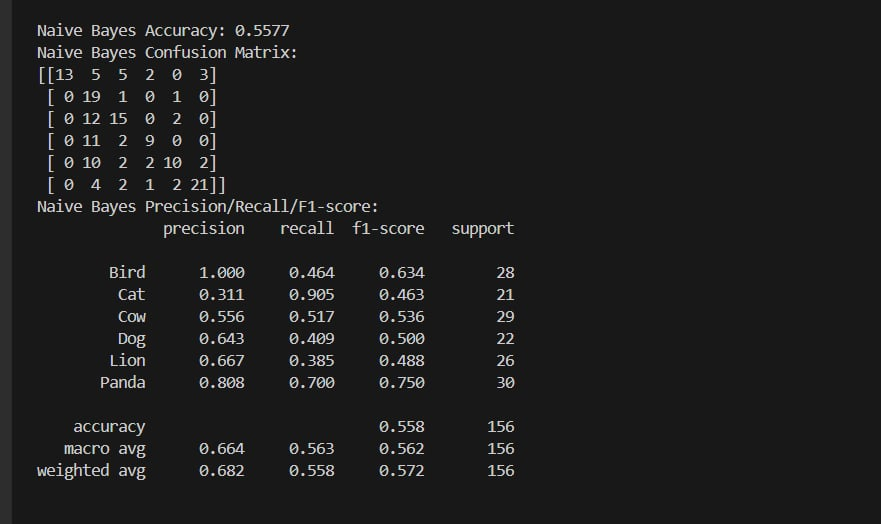 Naive Bayes Accuracy: 0.5577
Naive Bayes Confusion Matrix:
[[13  5  5  2  0  3]
 [ 0 19  1  0  1  0]
 [ 0 12 15  0  2  0]
 [ 0 11  2  9  0  0]
 [ 0 10  2  2 10  2]
 [ 0  4  2  1  2 21]]
Naive Bayes Precision/Recall/F1-score:
              precision    recall  f1-score   support

        Bird      1.000     0.464     0.634        28
         Cat      0.311     0.905     0.463        21
         Cow      0.556     0.517     0.536        29
         Dog      0.643     0.409     0.500        22
        Lion      0.667     0.385     0.488        26
       Panda      0.808     0.700     0.750        30

    accuracy                          0.558       156
   macro avg      0.664     0.563     0.562       156
weighted avg      0.682     0.558     0.572       156